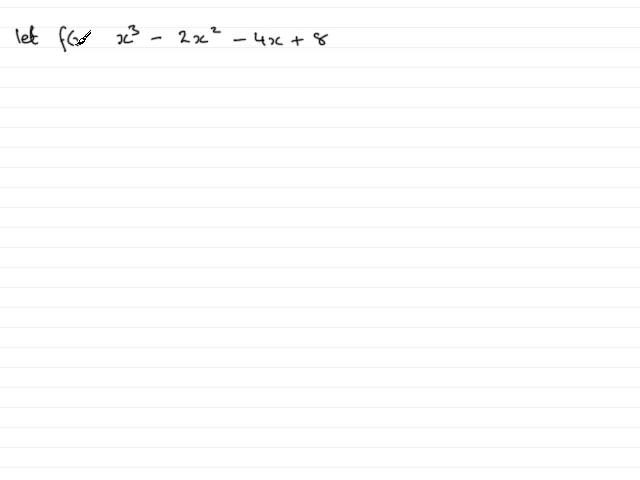 let f(x x³ - 2x² - 4x + 8